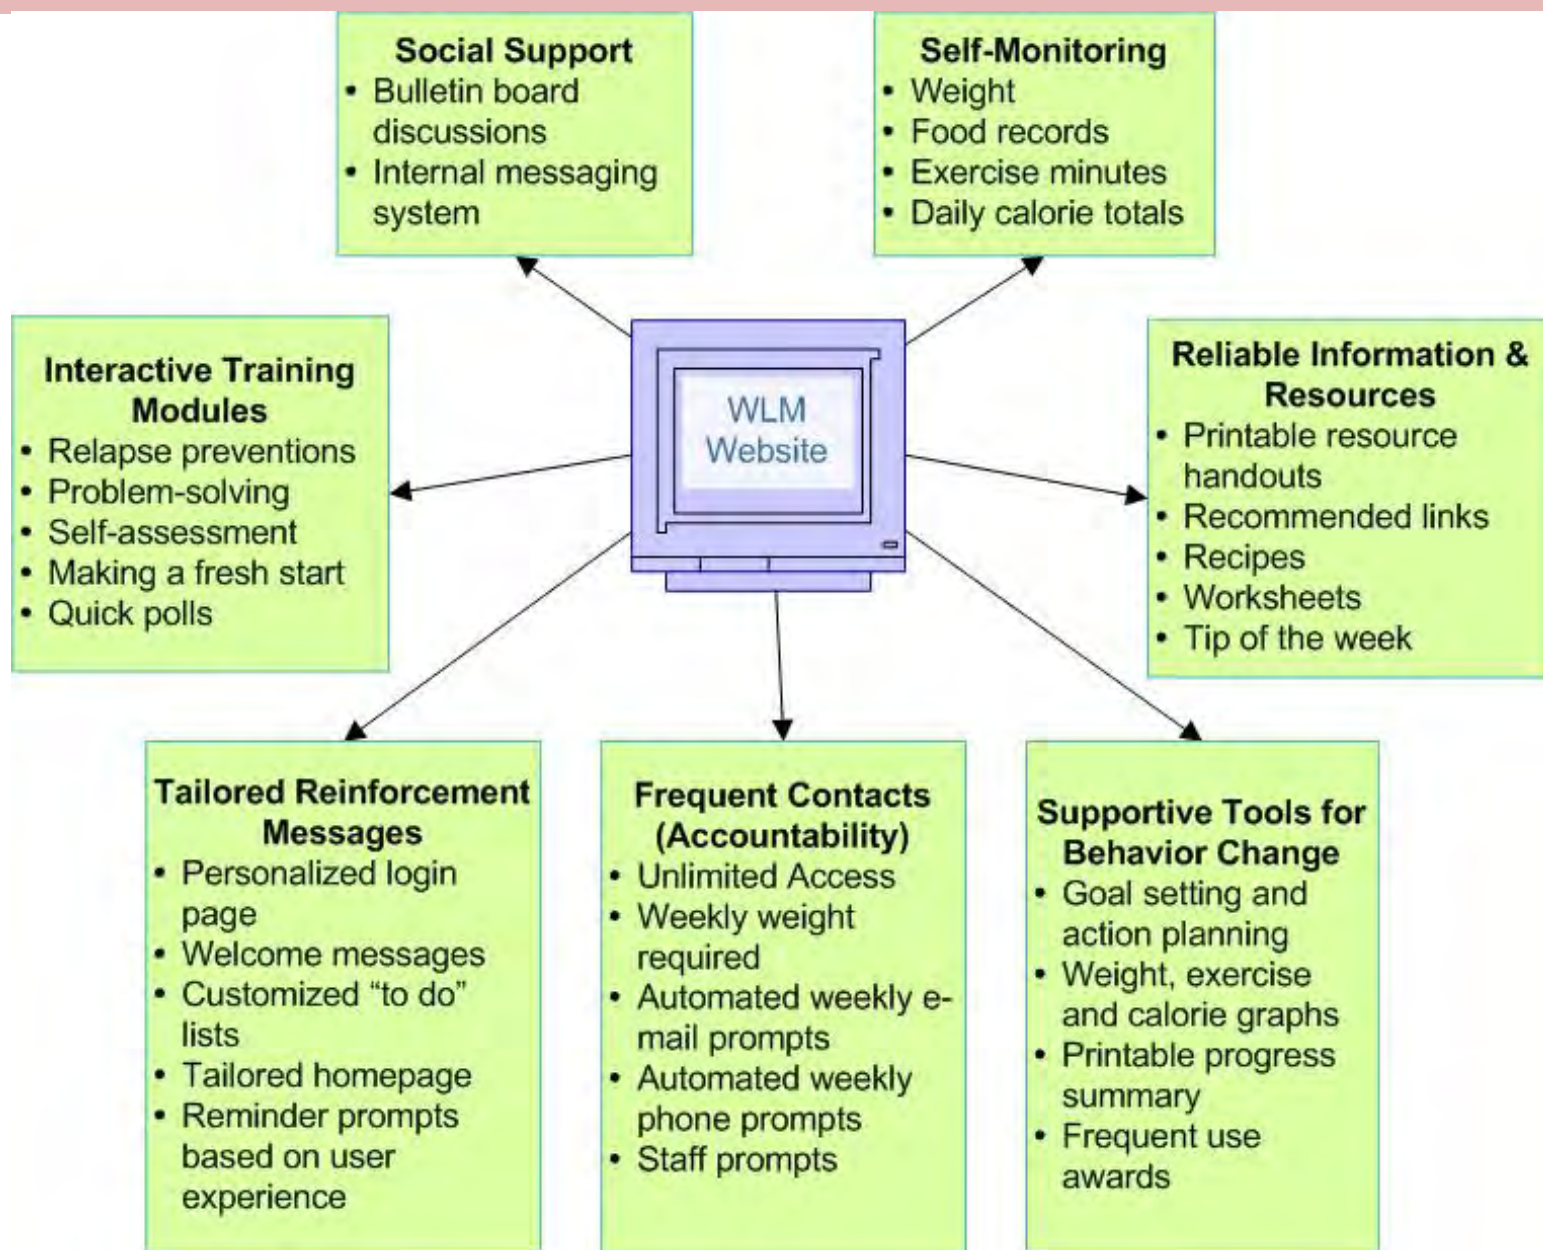 Social Support
• Bulletin board
discussions
• Internal messaging
system
Self-Monitoring
• Weight
• Food records
• Exercise minutes
• Daily calorie totals
Interactive Training
Modules
• Relapse preventions
• Problem-solving
• Self-assessment
• Making a fresh start
• Quick polls
WLM
Website
Reliable Information &
Resources
• Printable resource
handouts
• Recommended links
• Recipes
• Worksheets
• Tip of the week
Tailored Reinforcement
Messages
• Personalized login
page
• Welcome messages
• Customized “to do”
lists
• Tailored homepage
• Reminder prompts
based on user
experience
Frequent Contacts
(Accountability)
• Unlimited Access
• Weekly weight
required
• Automated weekly e-
mail prompts
• Automated weekly
phone prompts
• Staff prompts
Supportive Tools for
Behavior Change
• Goal setting and
action planning
• Weight, exercise
and calorie graphs
• Printable progress
summary
• Frequent use
awards